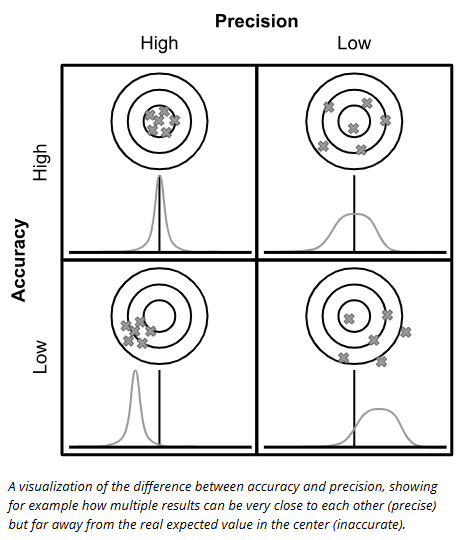 Precision
High
Low
High
Accuracy
Low
A visualization of the difference between accuracy and precision, showing
for example how multiple results can be very close to each other (precise)
but far away from the real expected value in the center (inaccurate).